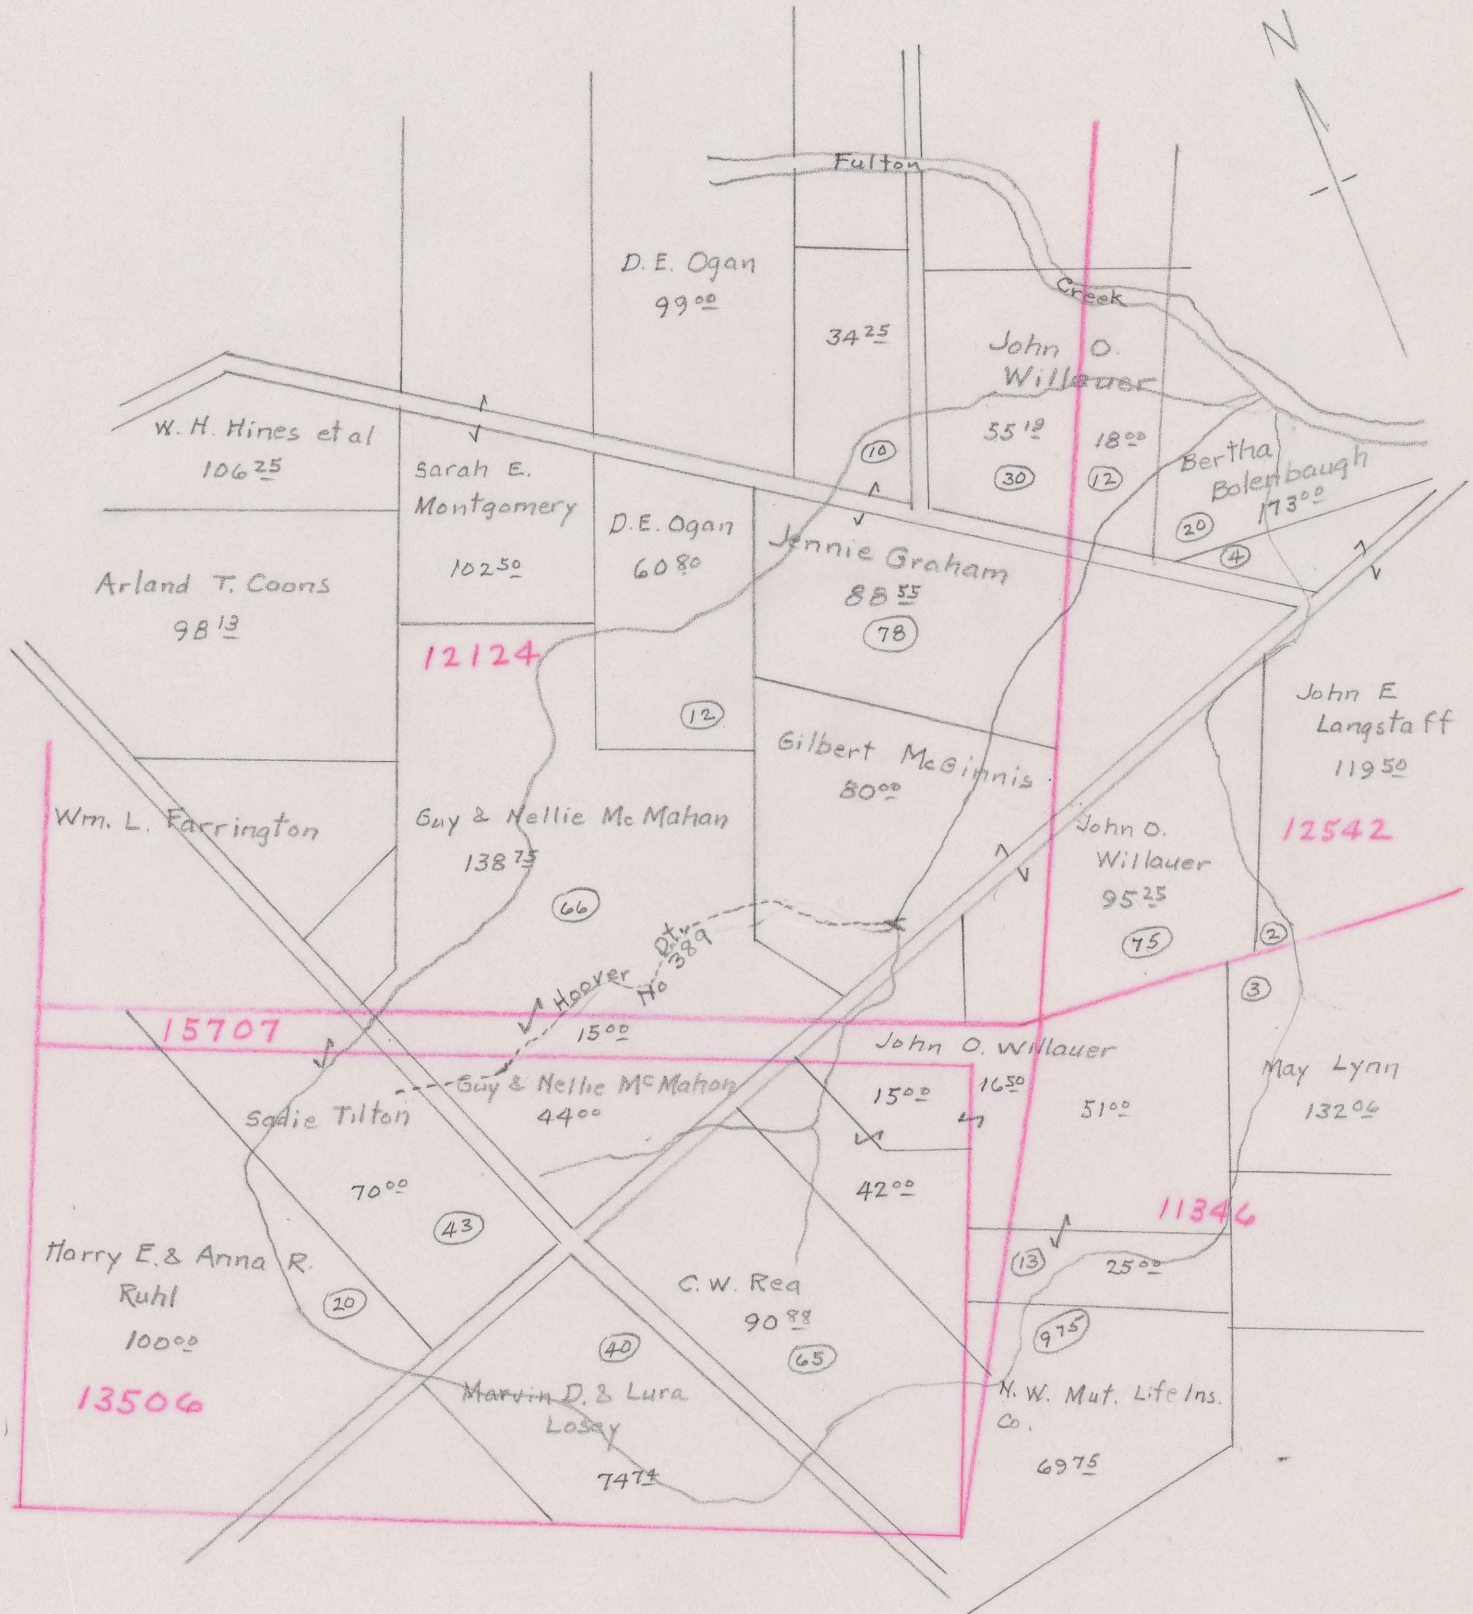 N
Fulton
Creek
D. E. Ogan
99 00
34 25
John O.
Willauer
55 18
18 00
10
30
12
W. H. Hines et al
106 25
Sarah E.
Montgomery
102 50
D. E. Ogan
60 80
Jennie Graham
88 55
78
Bertha
Bolenbaugh
173 00
20
4
Arland T. Coons
98 13
12124
12
Gilbert McGinnis
80 00
John E
Langstaff
119 50
12542
Wm. L. Farrington
Guy & Nellie McMahan
138 75
66
John O.
Willauer
95 25
75
2
3
Hoover Dt.
No 389
15707
15 00
John O. Willauer
Guy & Nellie McMahon
44 00
15 00
16 50
51 00
May Lynn
132 06
Sadie Tilton
70 00
43
42 00
11346
Harry E. & Anna R.
Ruhl
100 00
13506
20
C. W. Rea
90 88
65
13
25 00
975
40
Marvin D. & Lura
Losey
74 74
N. W. Mut. Life Ins.
Co.
69 75